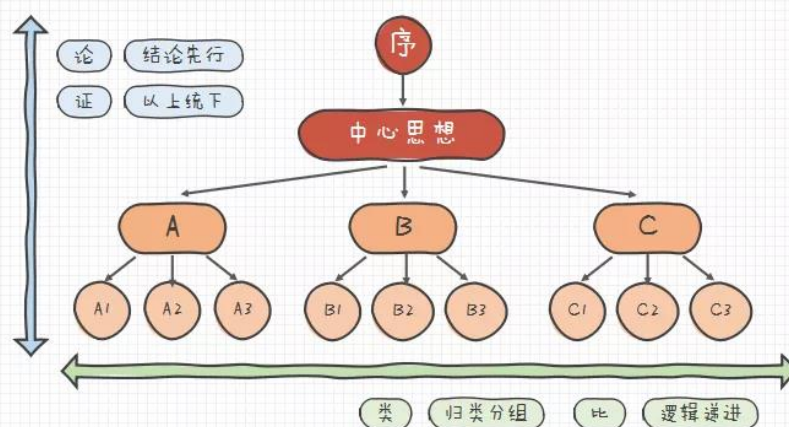 序
论 结论先行
证 以上统下
中心思想
A B C
A1 A2 A3 B1 B2 B3 C1 C2 C3
类 归类分组 比 逻辑递进